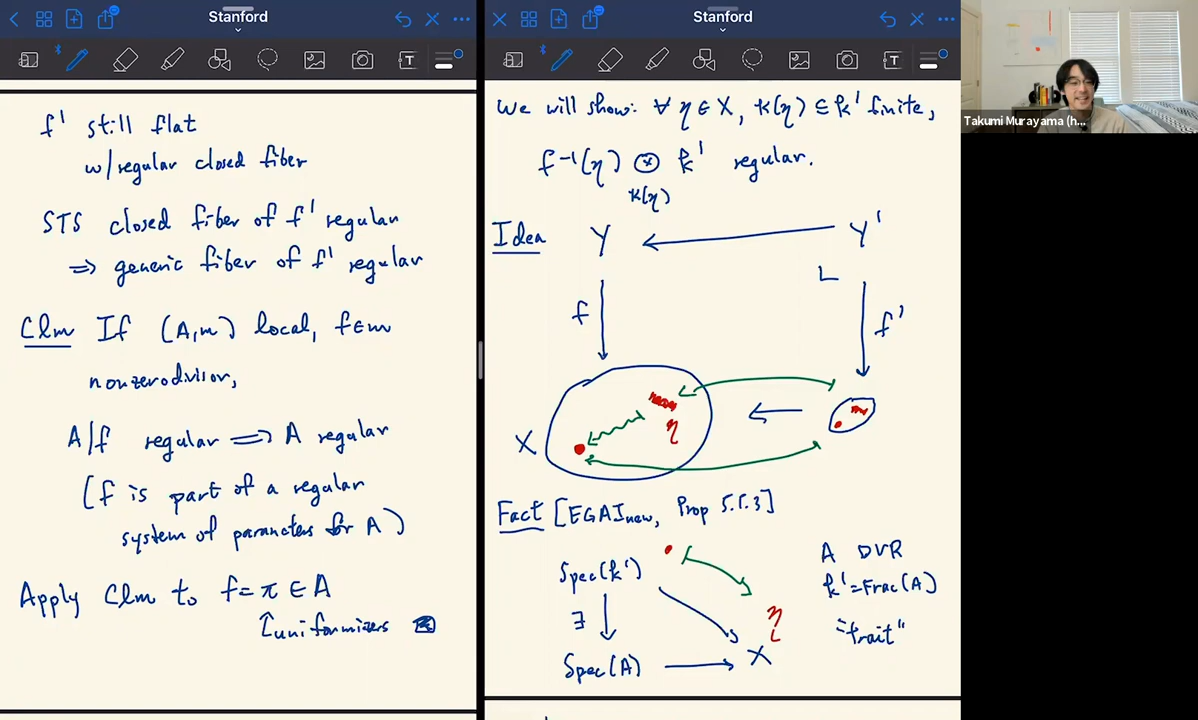 Stanford
f' still flat
w/regular closed fiber
STS closed fiber of f' regular
⟹ generic fiber of f' regular
Clm If (A,m) local, f∈m
nonzerodivisor,
A/f regular ⟹ A regular
(f is part of a regular
system of parameters for A)
Apply Clm to f=π∈A
uniformizers
Stanford
We will show: ∀ η ∈ X, k(η) ⊆ k' finite,
f⁻¹(η) ⊗ k' regular.
k(η)
Idea Y Y'
f f'
X η
Fact [EGAInew, Prop 5.5.3]
Spec(k') A DVR
∃ η k'=Frac(A)
Spec(A) X "trait"
Takumi Murayama (h...